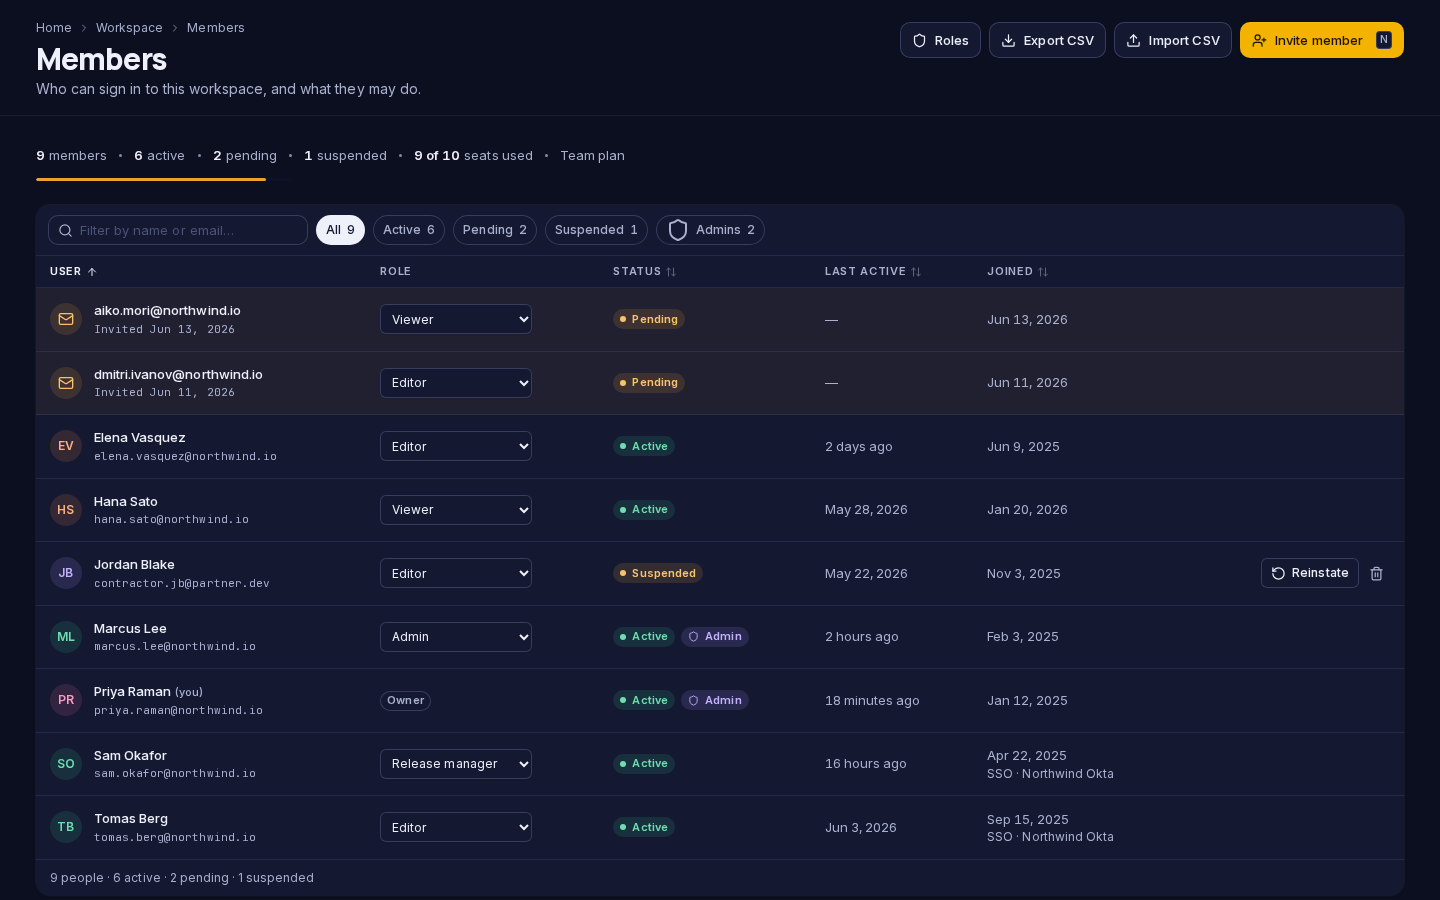 Home > Workspace > Members
Members
Who can sign in to this workspace, and what they may do.
Roles
Export CSV
Import CSV
Invite member N
9 members • 6 active • 2 pending • 1 suspended • 9 of 10 seats used • Team plan
Filter by name or email…
All 9
Active 6
Pending 2
Suspended 1
Admins 2
USER ROLE STATUS LAST ACTIVE JOINED
aiko.mori@northwind.io
Invited Jun 13, 2026
Viewer
Pending
—
Jun 13, 2026
dmitri.ivanov@northwind.io
Invited Jun 11, 2026
Editor
Pending
—
Jun 11, 2026
EV
Elena Vasquez
elena.vasquez@northwind.io
Editor
Active
2 days ago
Jun 9, 2025
HS
Hana Sato
hana.sato@northwind.io
Viewer
Active
May 28, 2026
Jan 20, 2026
JB
Jordan Blake
contractor.jb@partner.dev
Editor
Suspended
May 22, 2026
Nov 3, 2025
Reinstate
ML
Marcus Lee
marcus.lee@northwind.io
Admin
Active
Admin
2 hours ago
Feb 3, 2025
PR
Priya Raman (you)
priya.raman@northwind.io
Owner
Active
Admin
18 minutes ago
Jan 12, 2025
SO
Sam Okafor
sam.okafor@northwind.io
Release manager
Active
16 hours ago
Apr 22, 2025
SSO · Northwind Okta
TB
Tomas Berg
tomas.berg@northwind.io
Editor
Active
Jun 3, 2026
Sep 15, 2025
SSO · Northwind Okta
9 people · 6 active · 2 pending · 1 suspended